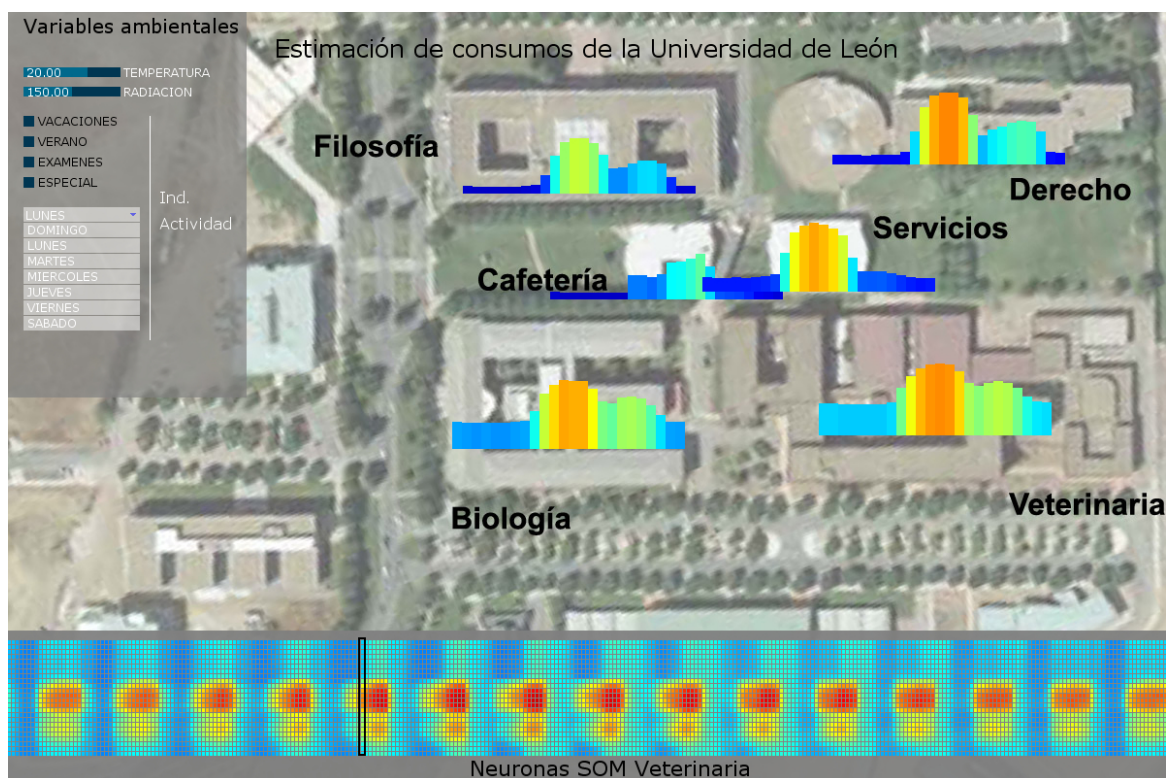 Variables ambientales
Estimación de consumos de la Universidad de León
20.00 TEMPERATURA
150.00 RADIACION
VACACIONES
VERANO
EXAMENES
ESPECIAL
Ind.
Actividad
LUNES
DOMINGO
LUNES
MARTES
MIERCOLES
JUEVES
VIERNES
SABADO
Filosofía
Derecho
Servicios
Cafetería
Biología
Veterinaria
Neuronas SOM Veterinaria